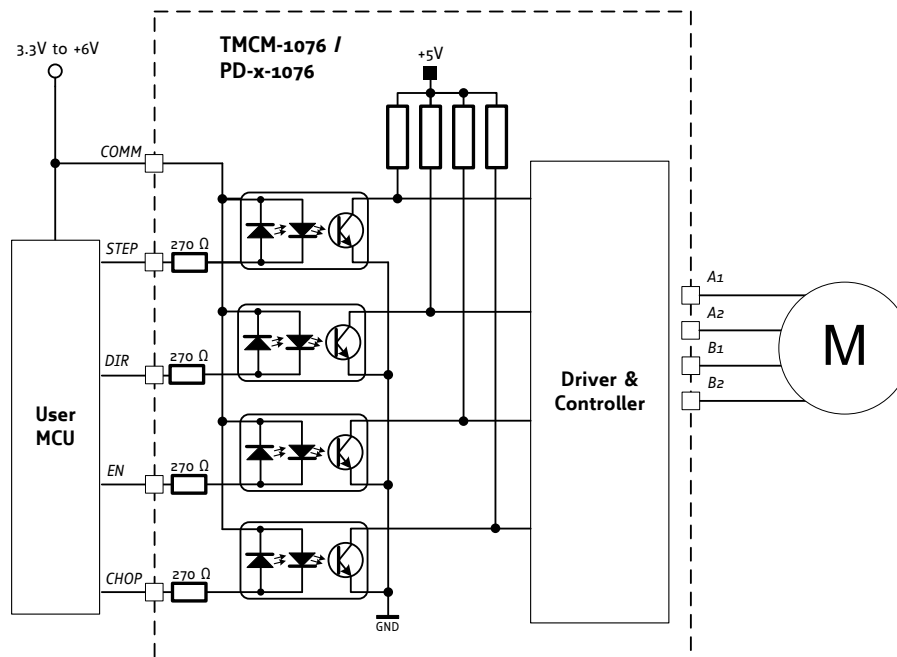 3.3V to +6V
TMCM-1076 /
PD-x-1076
+5V
COMM
STEP
270 Ω
DIR
270 Ω
User
MCU
EN
270 Ω
CHOP
270 Ω
GND
Driver &
Controller
A1
A2
B1
B2
M